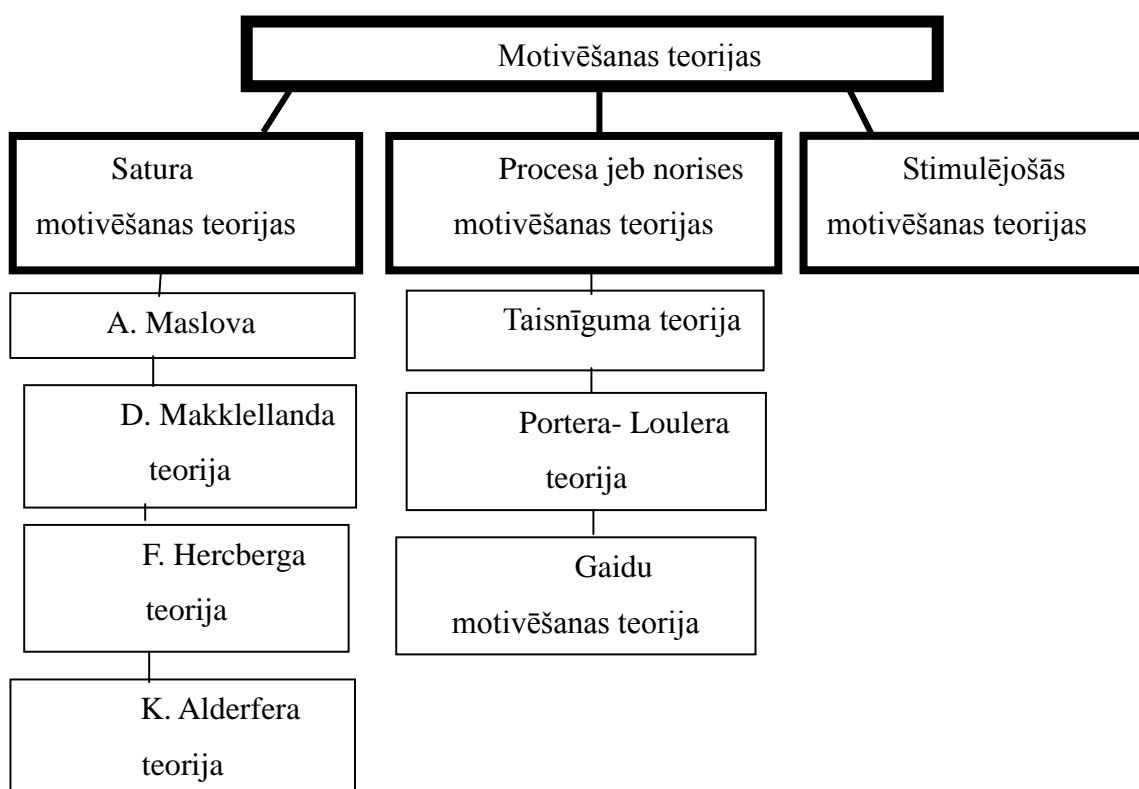 Motivēšanas teorijas
Satura
motivēšanas teorijas
Procesa jeb norises
motivēšanas teorijas
Stimulējošās
motivēšanas teorijas
A. Maslova
D. Makklellanda
teorija
F. Hercberga
teorija
K. Alderfera
teorija
Taisnīguma teorija
Portera- Loulera
teorija
Gaidu
motivēšanas teorija